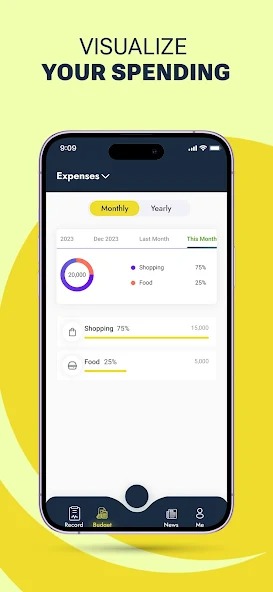 VISUALIZE
YOUR SPENDING
9:09
Expenses
Monthly Yearly
2023 Dec 2023 Last Month This Month
20,000
Shopping 75%
Food 25%
Shopping 75% 15,000
Food 25% 5,000
Record Budget News Me